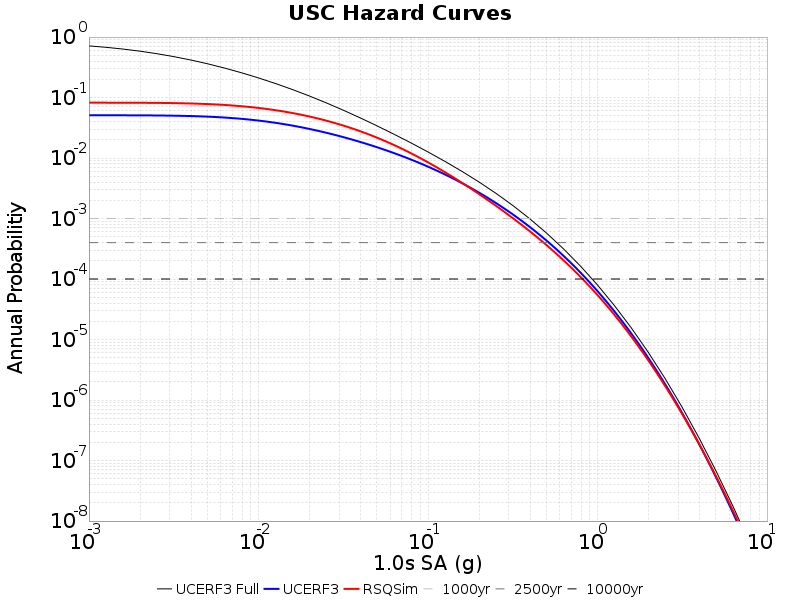 USC Hazard Curves
10^0
10^-1
10^-2
10^-3
10^-4
10^-5
10^-6
10^-7
10^-8
Annual Probabilitiy
10^-3 10^-2 10^-1 10^0 10^1
1.0s SA (g)
UCERF3 Full UCERF3 RSQSim 1000yr 2500yr 10000yr